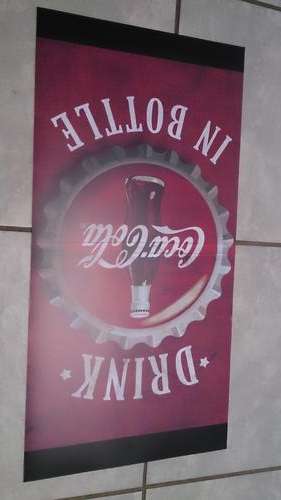 · DRINK ·
Coca-Cola
IN BOTTLE